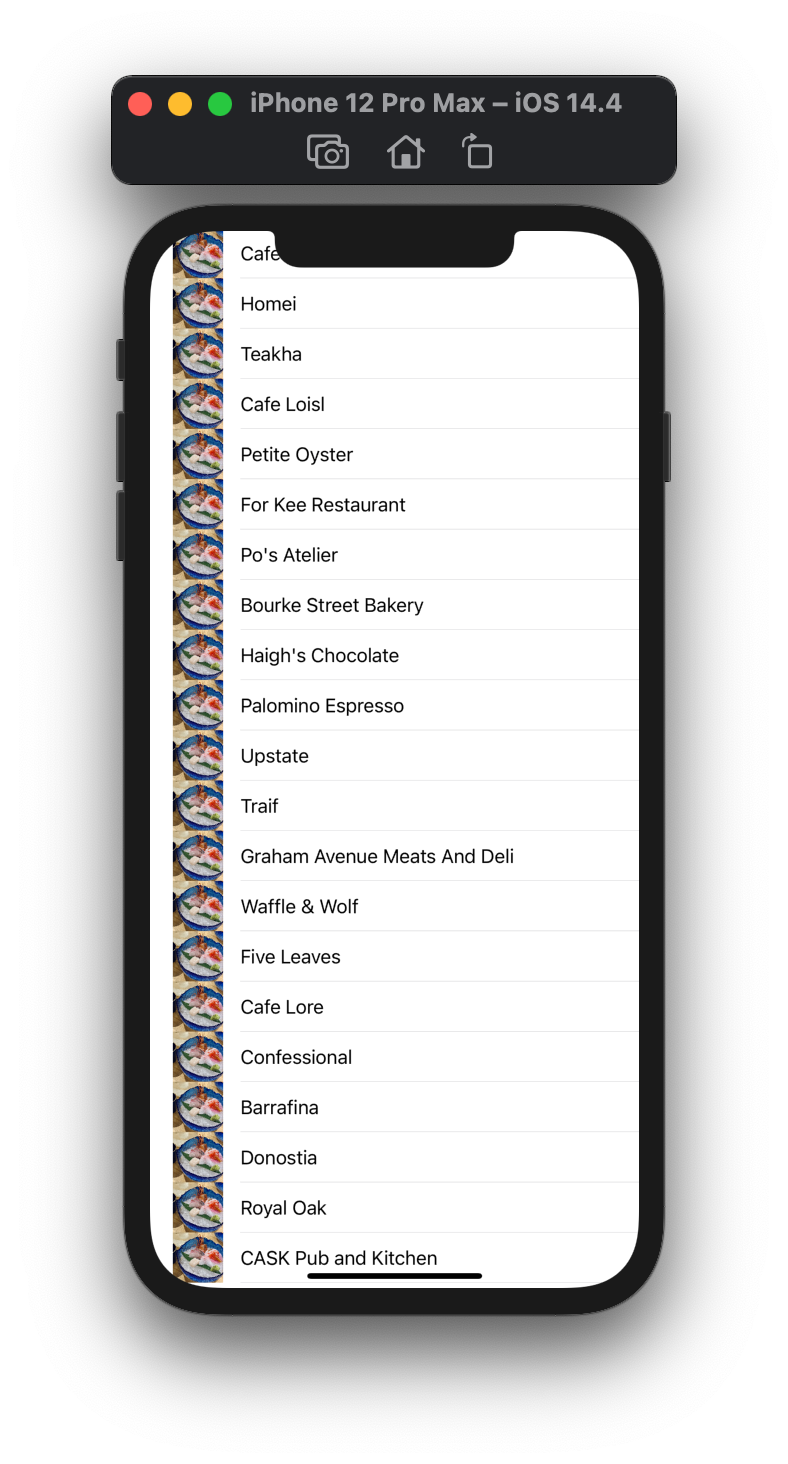 iPhone 12 Pro Max – iOS 14.4
Cafe
Homei
Teakha
Cafe Loisl
Petite Oyster
For Kee Restaurant
Po's Atelier
Bourke Street Bakery
Haigh's Chocolate
Palomino Espresso
Upstate
Traif
Graham Avenue Meats And Deli
Waffle & Wolf
Five Leaves
Cafe Lore
Confessional
Barrafina
Donostia
Royal Oak
CASK Pub and Kitchen